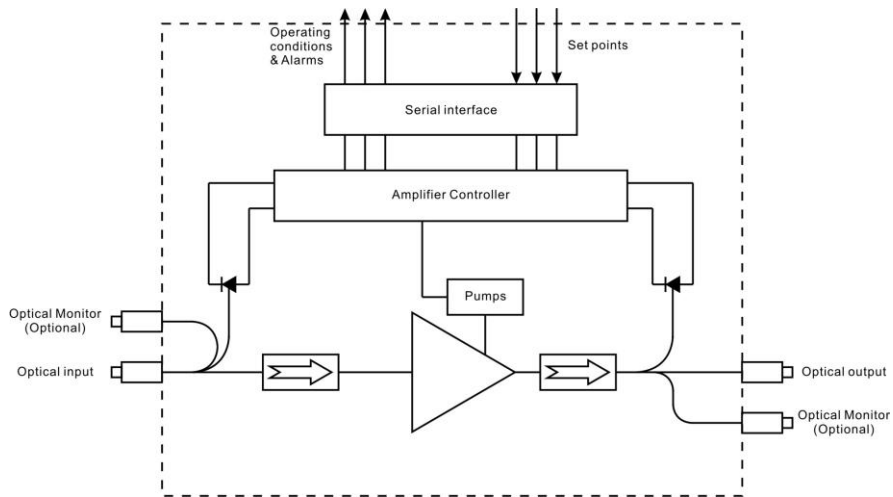 Operating
conditions
& Alarms
Set points
Serial interface
Amplifier Controller
Pumps
Optical Monitor
(Optional)
Optical input
Optical output
Optical Monitor
(Optional)